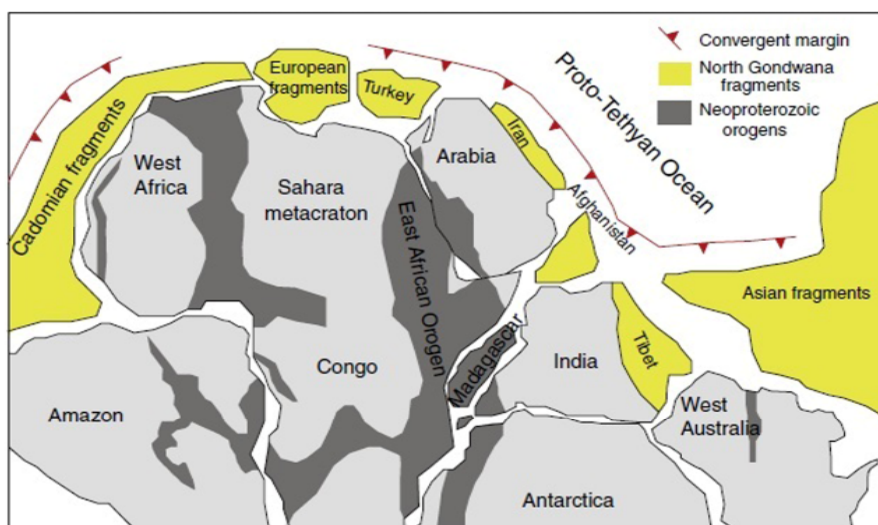 Convergent margin
North Gondwana
fragments
Neoproterozoic
orogens
Proto-Tethyan Ocean
European
fragments
Turkey
Iran
Afghanistan
Cadomian fragments
West
Africa
Sahara
metacraton
Arabia
East African Orogen
Asian fragments
Madagascar
India
Tibet
Congo
Amazon
West
Australia
Antarctica